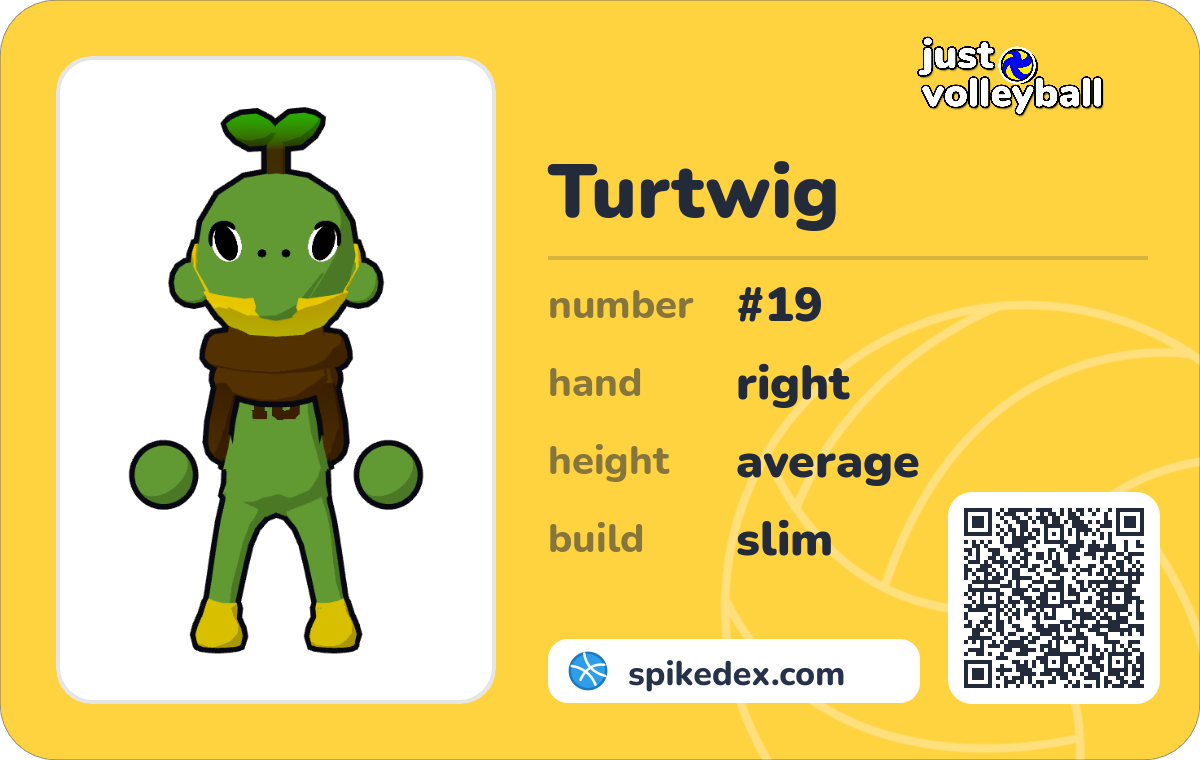 just
volleyball
Turtwig
number #19
hand right
height average
build slim
spikedex.com